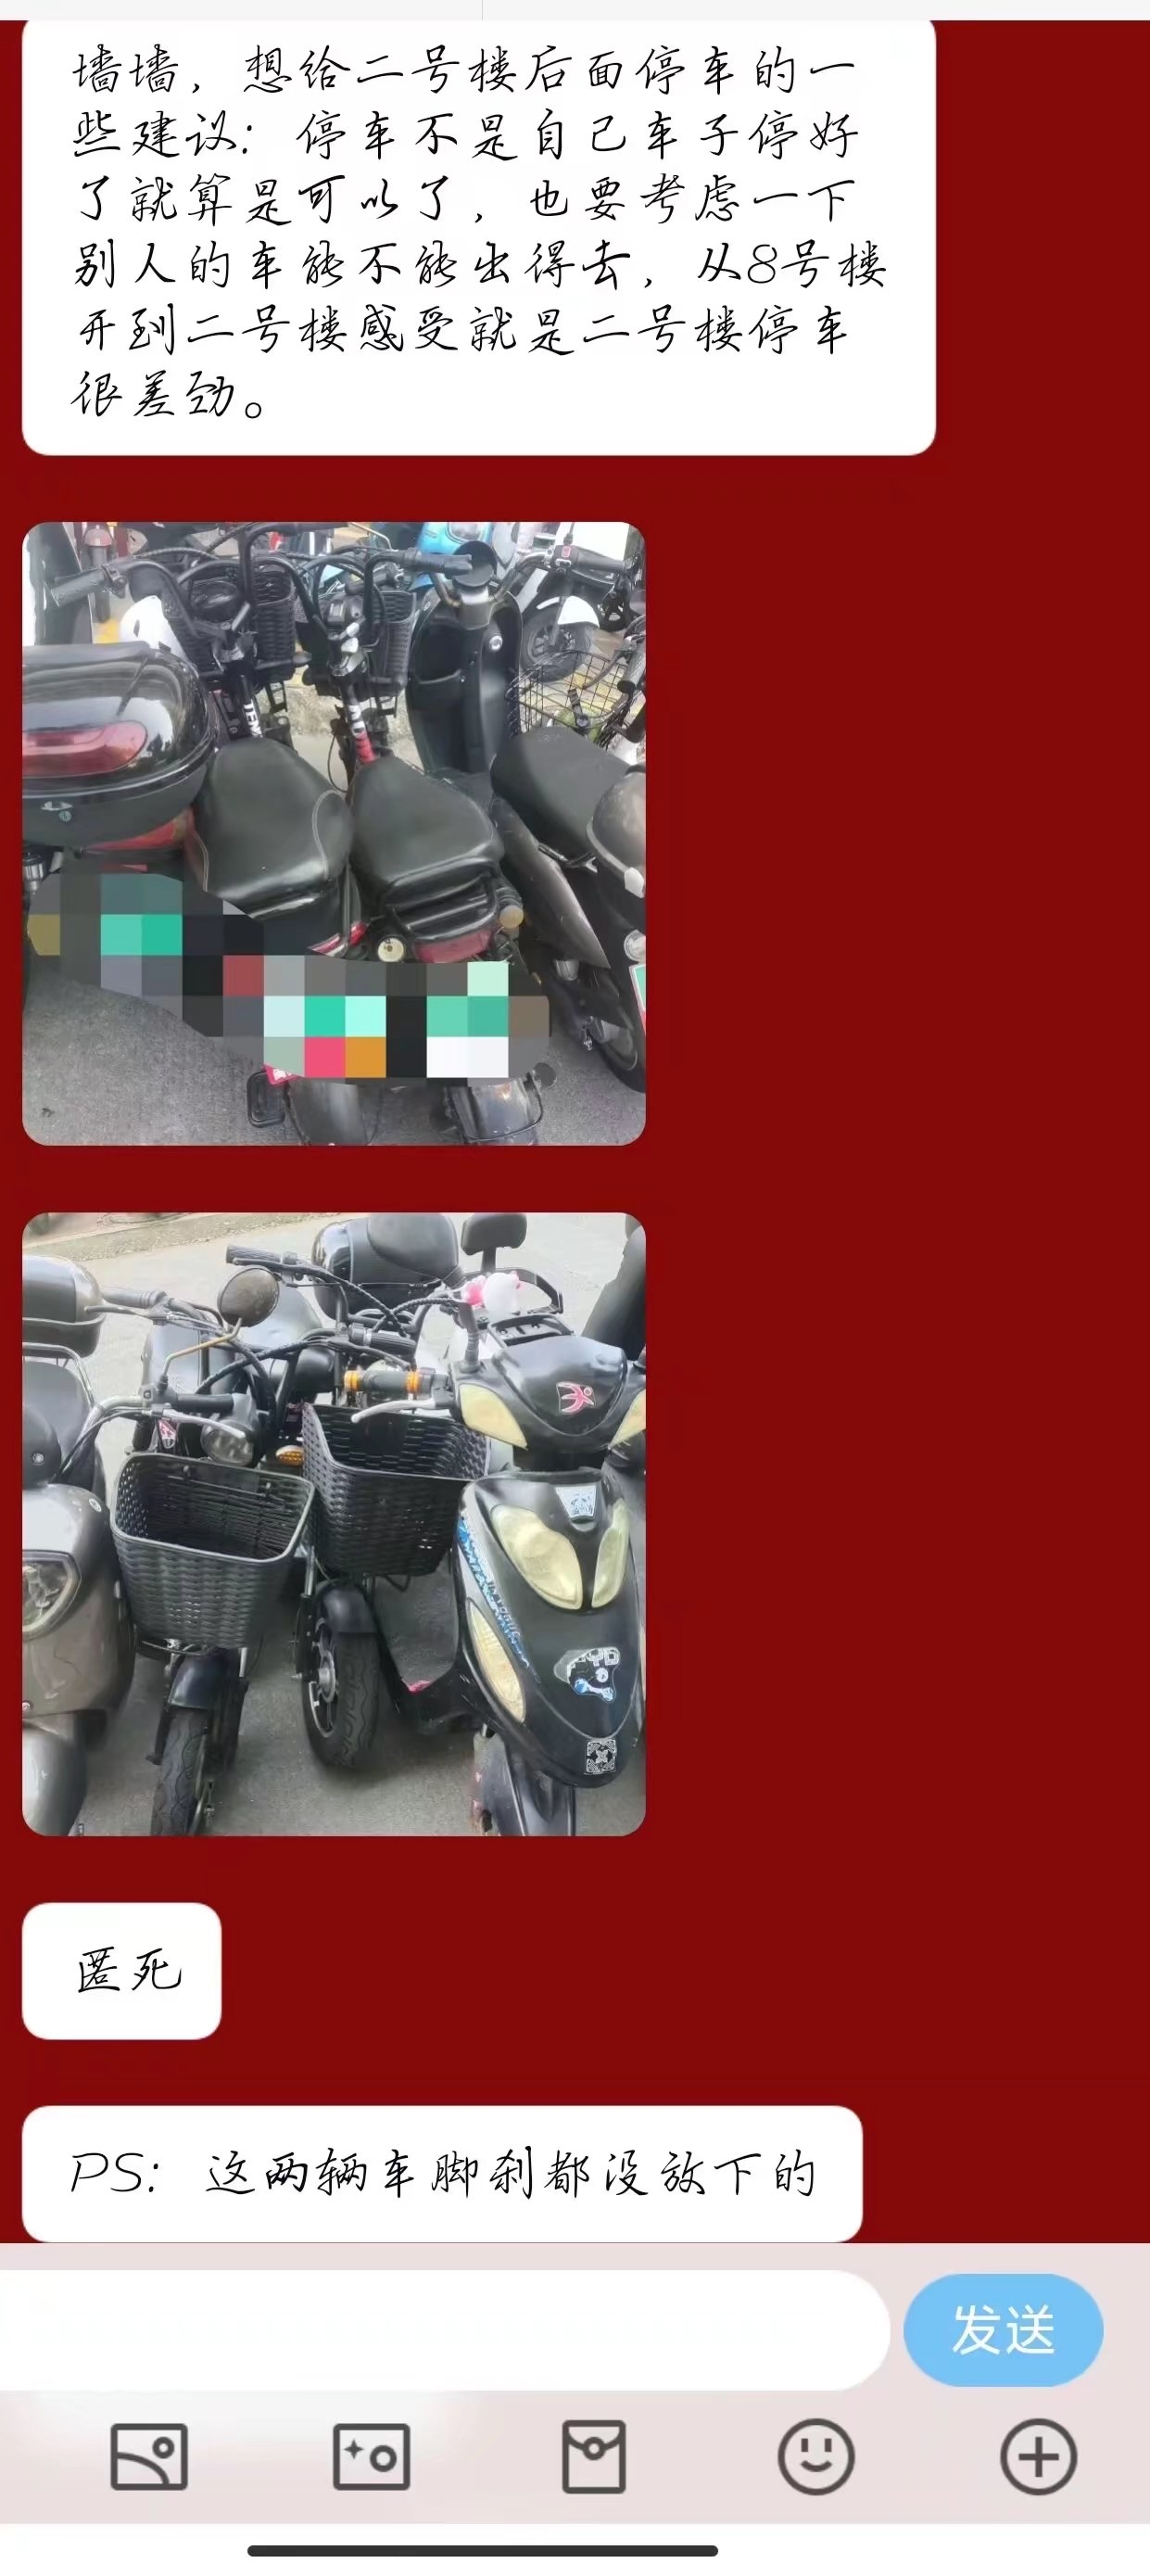 墙墙，想给二号楼后面停车的一
些建议：停车不是自己车子停好
了就算是可以了，也要考虑一下
别人的车能不能出得去，从8号楼
开到二号楼感受就是二号楼停车
很差劲。
匿死
PS：这两辆车脚刹都没放下的
发送